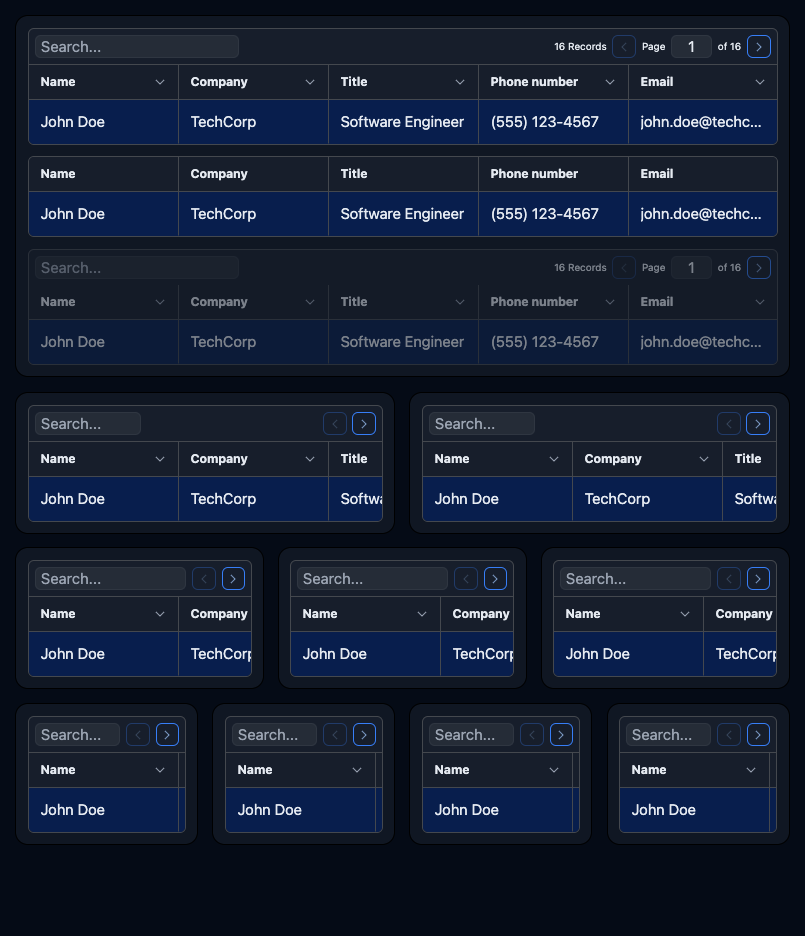 Search... 16 Records Page 1 of 16
Name Company Title Phone number Email
John Doe TechCorp Software Engineer (555) 123-4567 john.doe@techc...
Name Company Title Phone number Email
John Doe TechCorp Software Engineer (555) 123-4567 john.doe@techc...
Search... 16 Records Page 1 of 16
Name Company Title Phone number Email
John Doe TechCorp Software Engineer (555) 123-4567 john.doe@techc...
Search... Search...
Name Company Title Name Company Title
John Doe TechCorp Softwa John Doe TechCorp Softwa
Search... Search... Search...
Name Company Name Company Name Company
John Doe TechCorp John Doe TechCorp John Doe TechCorp
Search... Search... Search... Search...
Name Name Name Name
John Doe John Doe John Doe John Doe